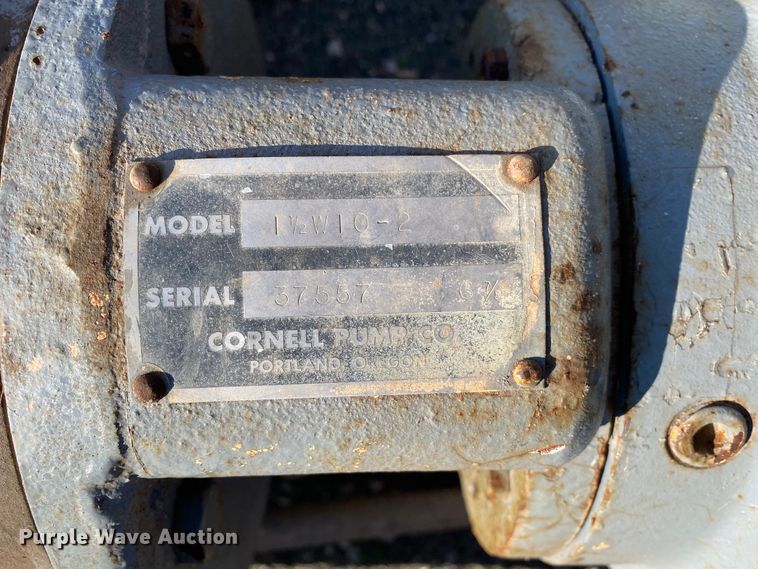 MODEL 1½W10-2
SERIAL 37557
CORNELL PUMP CO.
PORTLAND, OREGON
Purple Wave Auction